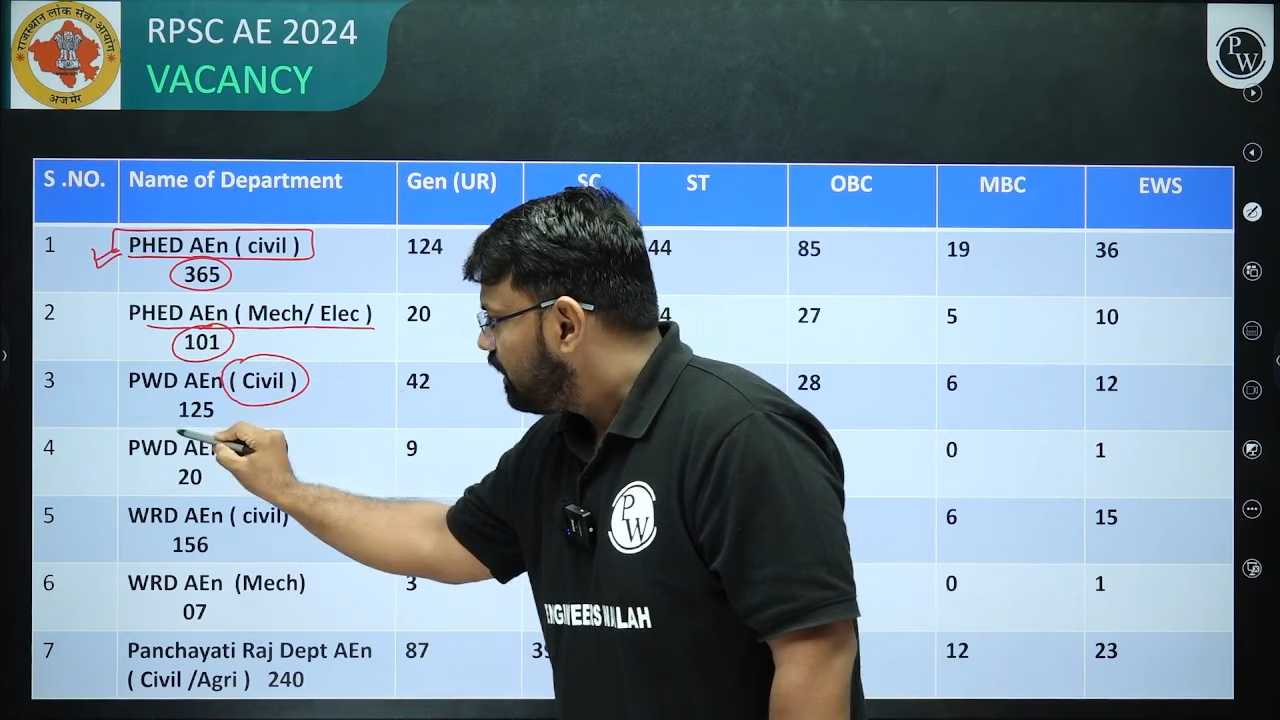 राजस्थान लोक सेवा आयोग
अजमेर
RPSC AE 2024
VACANCY
PW
S .NO. Name of Department Gen (UR) SC ST OBC MBC EWS
1 PHED AEn ( civil ) 124 44 85 19 36
365
2 PHED AEn ( Mech/ Elec ) 20 27 5 10
101
3 PWD AEn ( Civil ) 42 28 6 12
125
4 PWD 9 0 1
20
5 WRD AEn ( civil) 6 15
156
6 WRD AEn (Mech) 3 0 1
07
7 Panchayati Raj Dept AEn 87 12 23
( Civil /Agri ) 240
PW